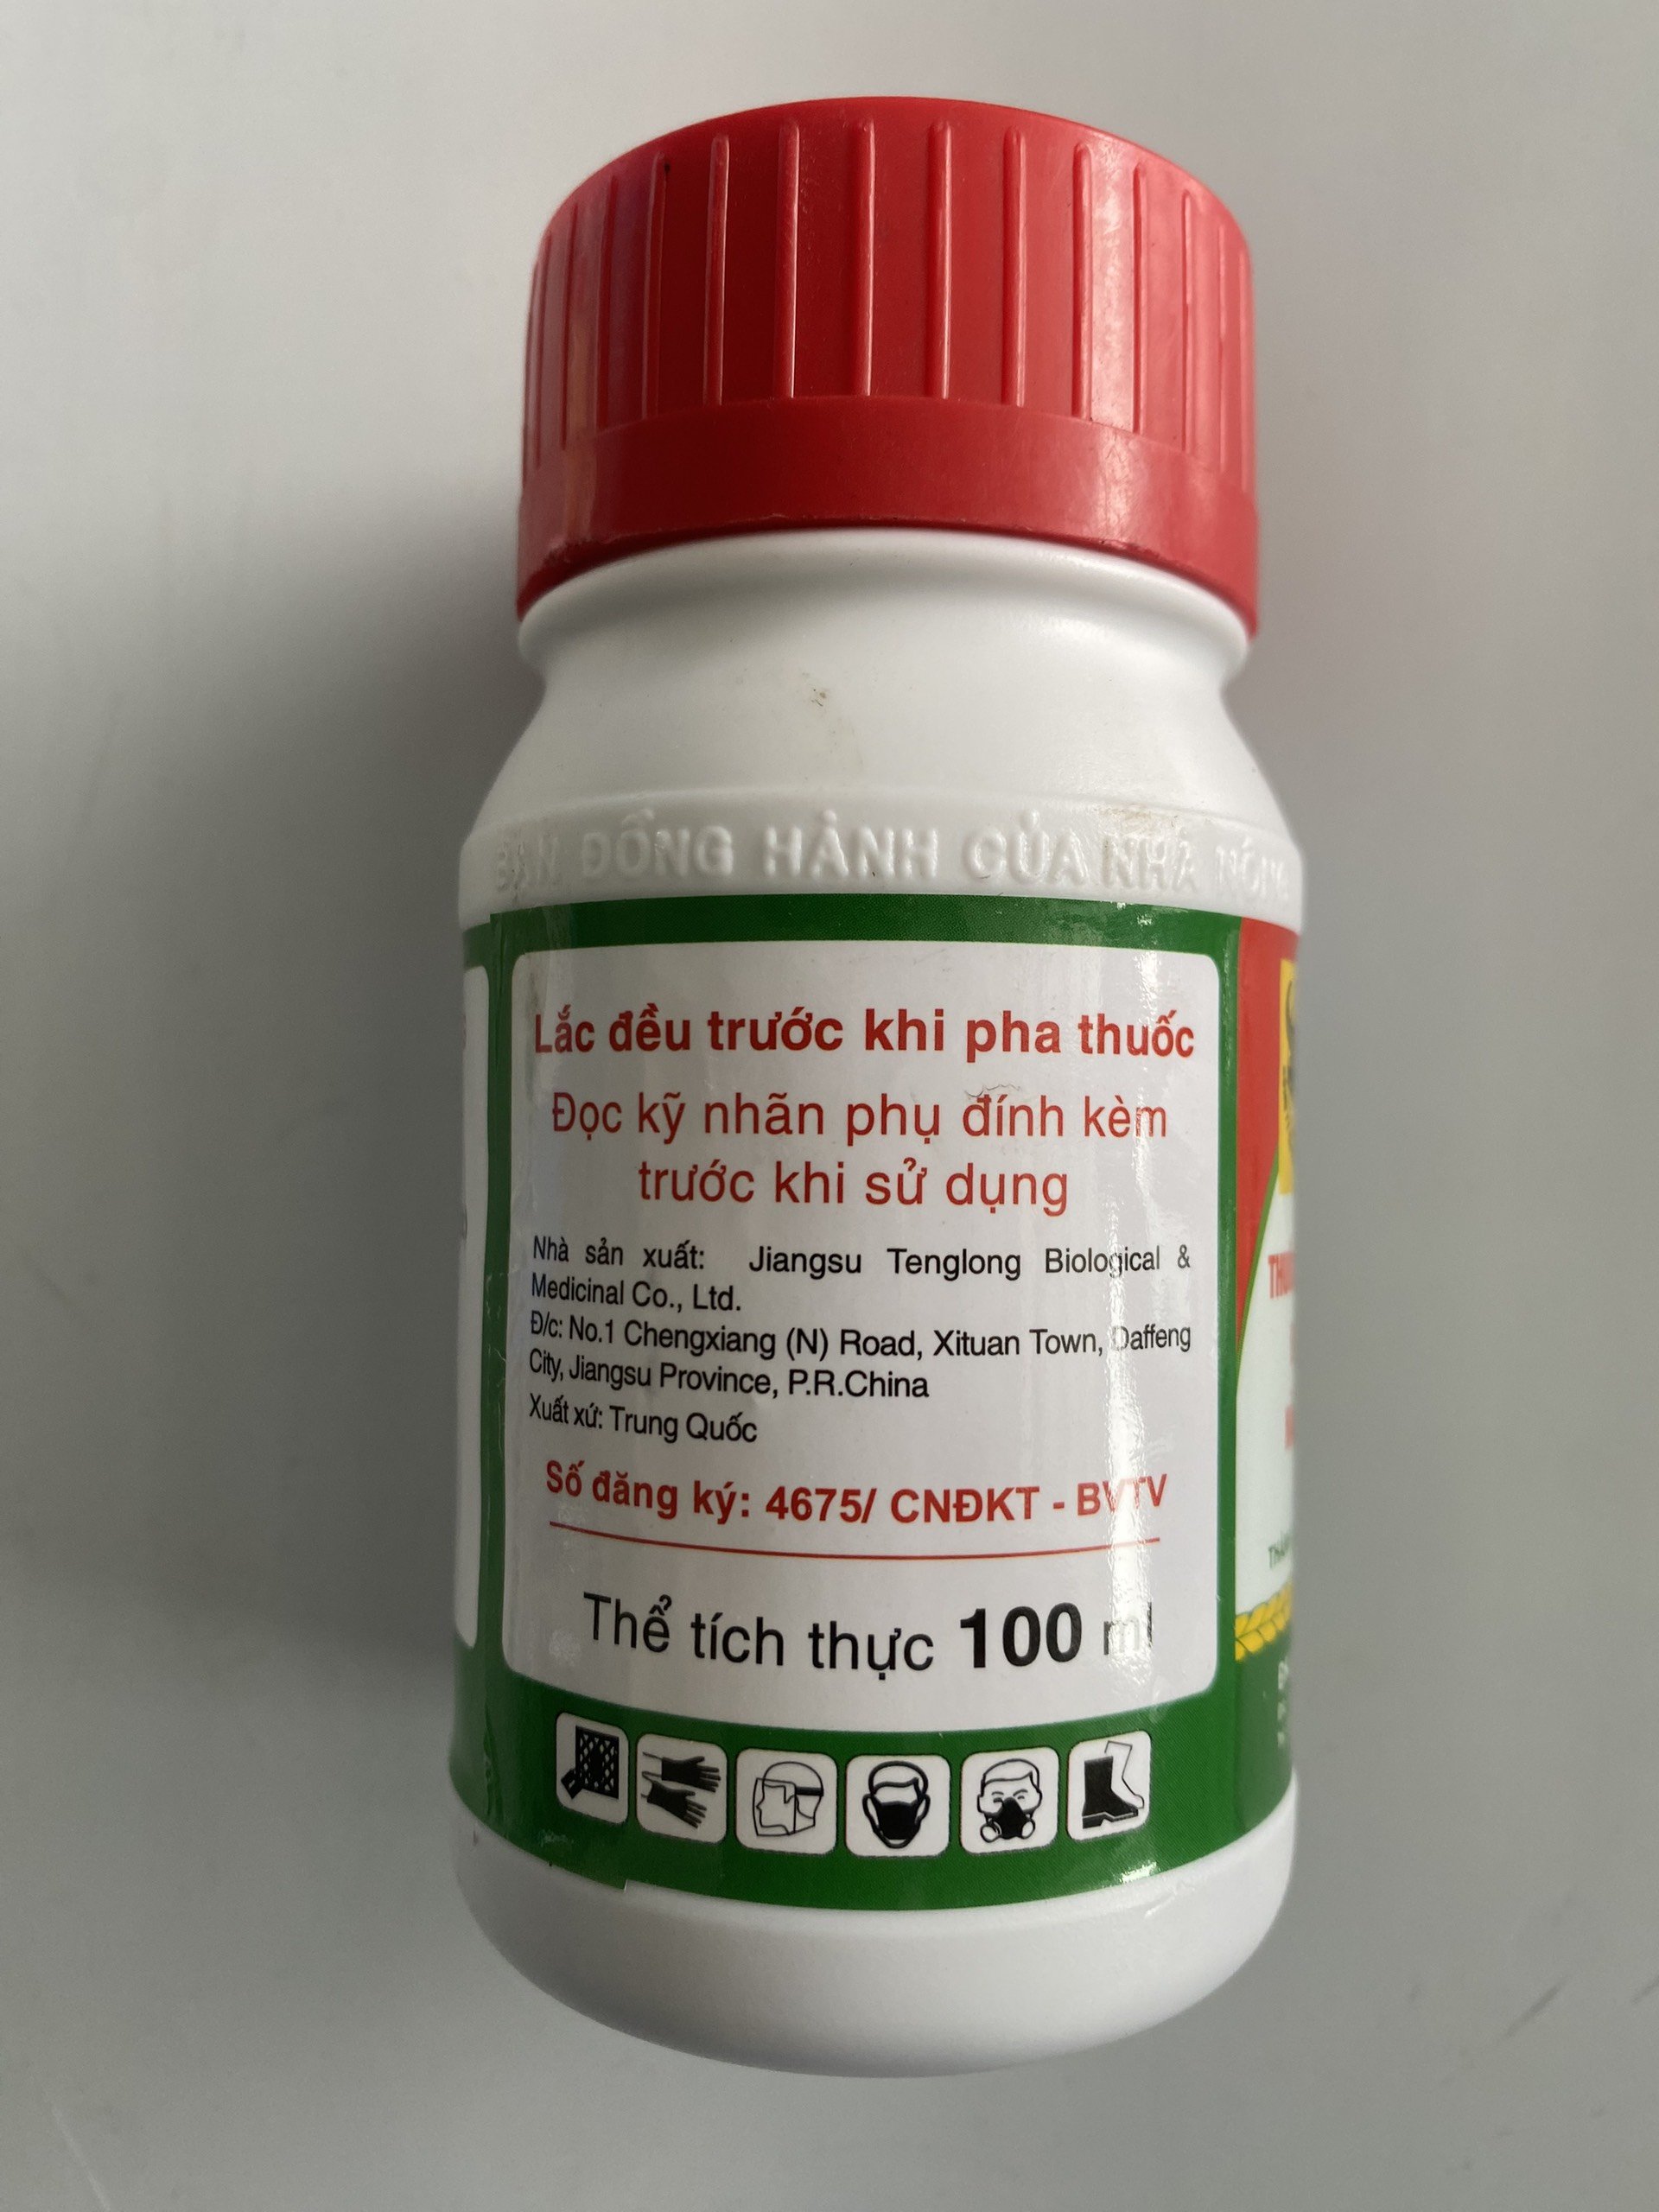 BẠN ĐỒNG HÀNH CỦA NHÀ NÔNG
Lắc đều trước khi pha thuốc
Đọc kỹ nhãn phụ đính kèm
trước khi sử dụng
Nhà sản xuất: Jiangsu Tenglong Biological &
Medicinal Co., Ltd.
Đ/c: No.1 Chengxiang (N) Road, Xituan Town, Daffeng
City, Jiangsu Province, P.R.China
Xuất xứ: Trung Quốc
Số đăng ký: 4675/ CNĐKT - BVTV
Thể tích thực 100 ml